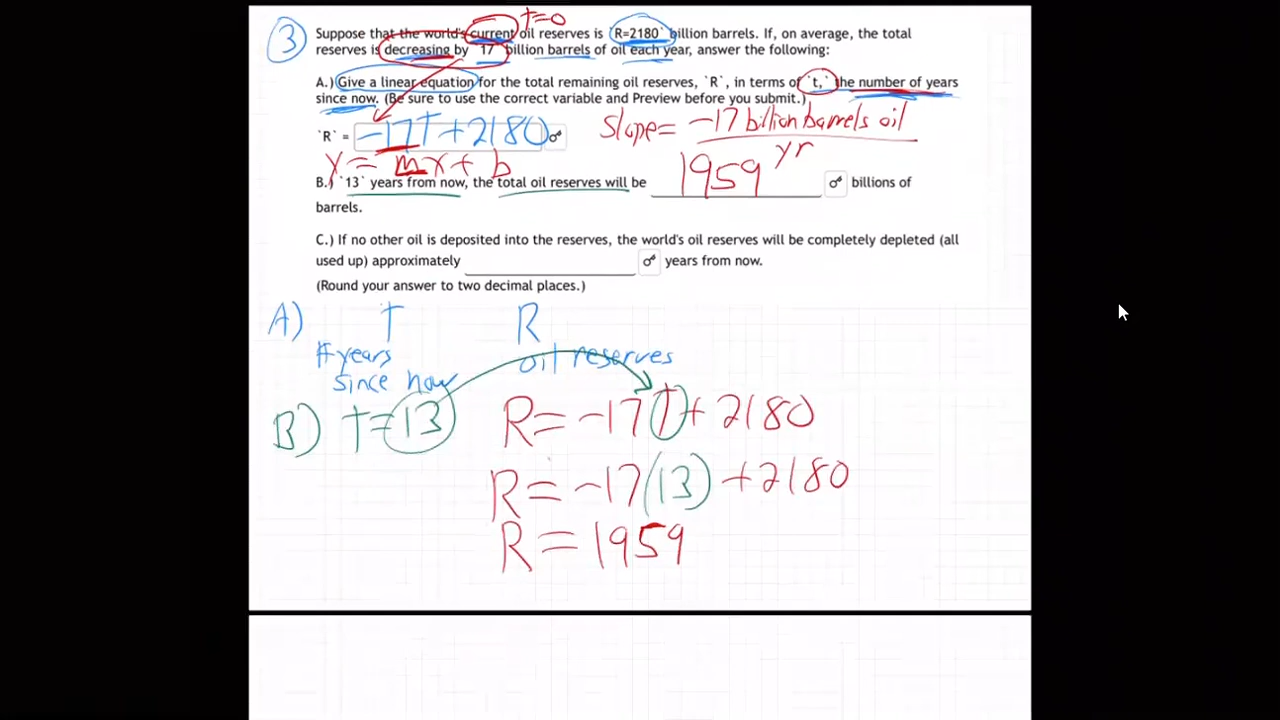 3
t=0
Suppose that the world's current oil reserves is `R=2180` billion barrels. If, on average, the total
reserves is decreasing by `17` billion barrels of oil each year, answer the following:
A.) Give a linear equation for the total remaining oil reserves, `R`, in terms of `t,` the number of years
since now. (Be sure to use the correct variable and Preview before you submit.)
`R` = -17t+2180
Slope= -17 billion barrels oil
yr
y = mx + b
B.) `13` years from now, the total oil reserves will be 1959 billions of
barrels.
C.) If no other oil is deposited into the reserves, the world's oil reserves will be completely depleted (all
used up) approximately years from now.
(Round your answer to two decimal places.)
A) t R
# years oil reserves
since now
B) t=13 R= -17t+ 2180
R= -17(13) +2180
R= 1959